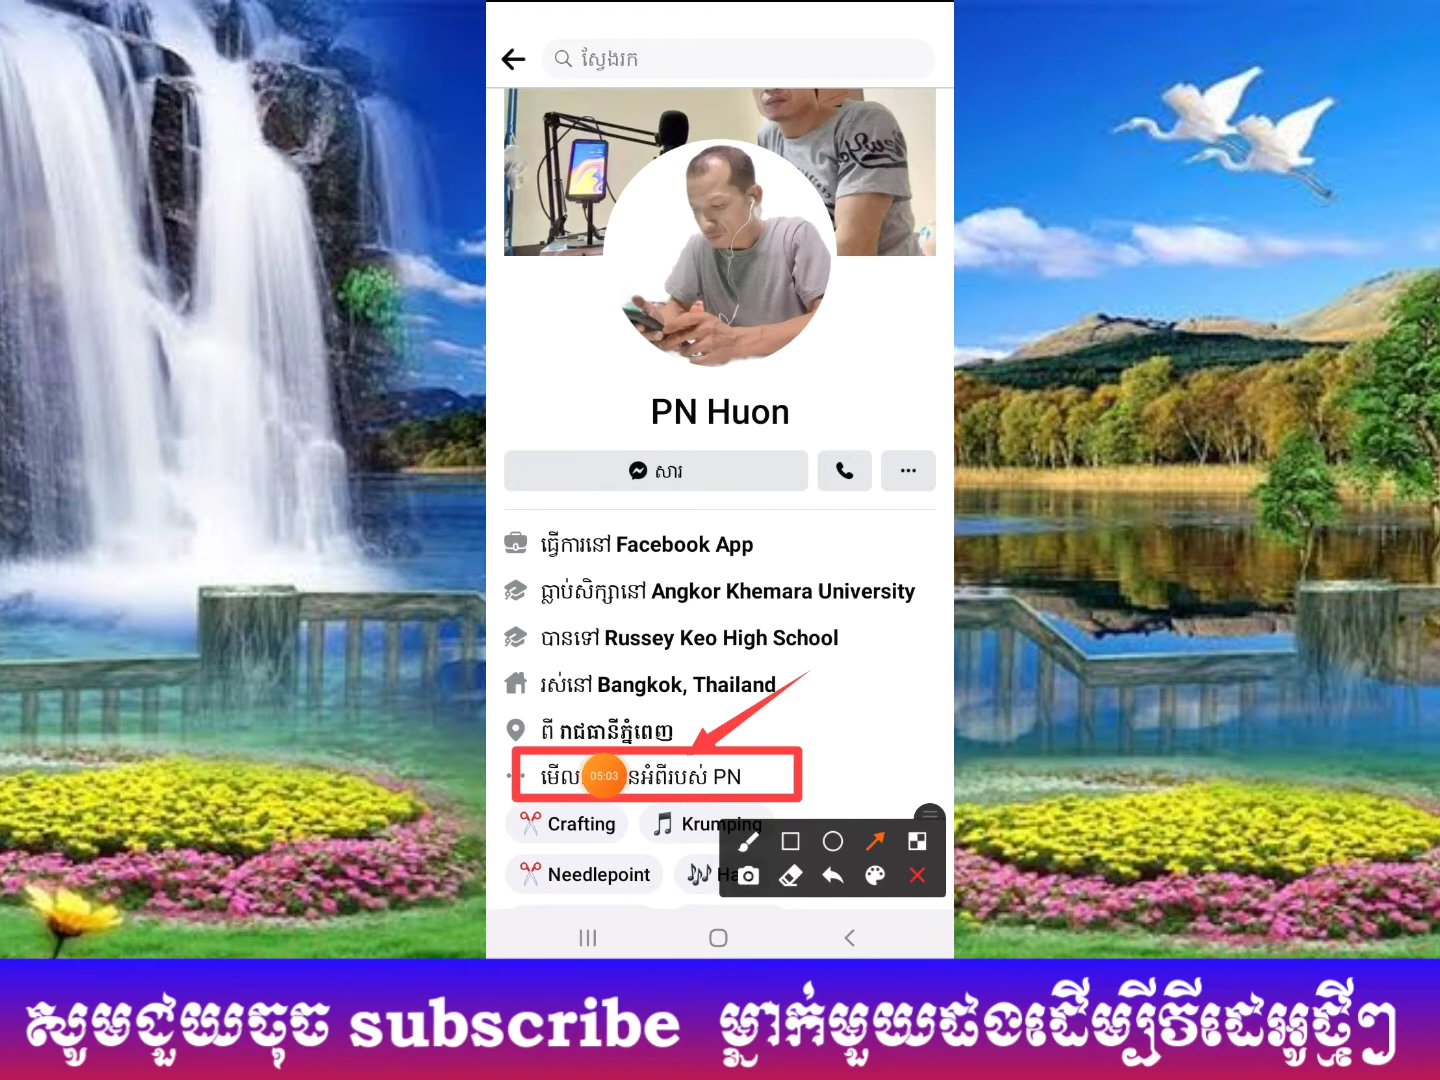 ស្វែងរក
PN Huon
សារ
ធ្វើការនៅ Facebook App
ធ្លាប់សិក្សានៅ Angkor Khemara University
បានទៅ Russey Keo High School
រស់នៅ Bangkok, Thailand
ពី រាជធានីភ្នំពេញ
មើល 05:03 នអំពីរបស់ PN
Crafting Krumping
Needlepoint
សូមជួយចុច subscribe ម្នាក់មួយផងដើម្បីវីដេអូថ្មីៗ